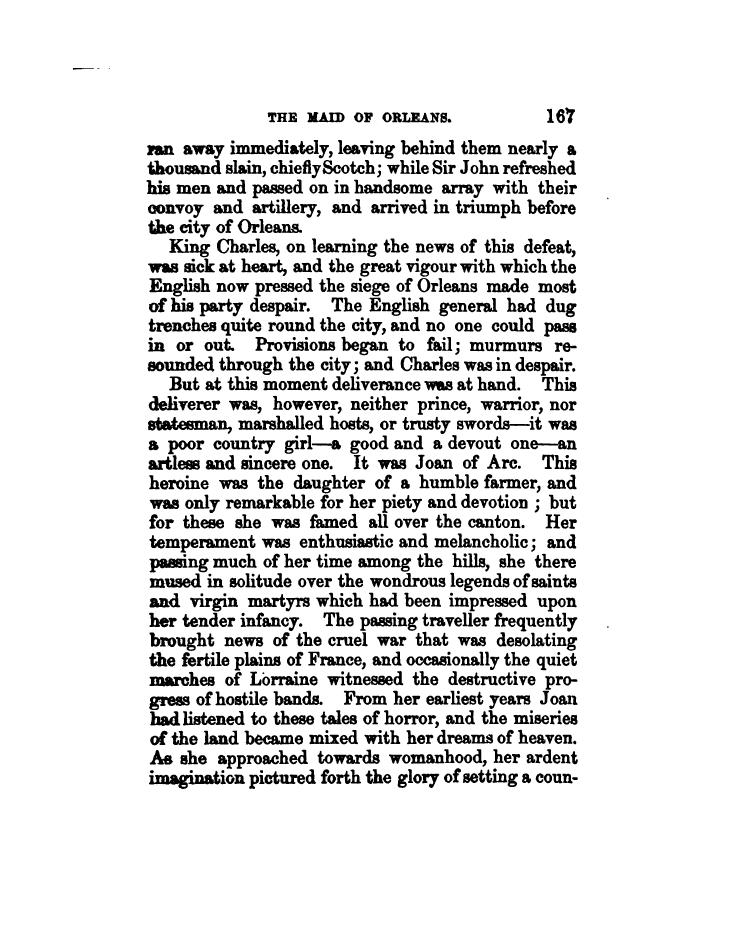 THE MAID OF ORLEANS. 167
ran away immediately, leaving behind them nearly a
thousand slain, chiefly Scotch; while Sir John refreshed
his men and passed on in handsome array with their
convoy and artillery, and arrived in triumph before
the city of Orleans.
King Charles, on learning the news of this defeat,
was sick at heart, and the great vigour with which the
English now pressed the siege of Orleans made most
of his party despair. The English general had dug
trenches quite round the city, and no one could pass
in or out. Provisions began to fail; murmurs re-
sounded through the city; and Charles was in despair.
But at this moment deliverance was at hand. This
deliverer was, however, neither prince, warrior, nor
statesman, marshalled hosts, or trusty swords—it was
a poor country girl—a good and a devout one—an
artless and sincere one. It was Joan of Arc. This
heroine was the daughter of a humble farmer, and
was only remarkable for her piety and devotion ; but
for these she was famed all over the canton. Her
temperament was enthusiastic and melancholic; and
passing much of her time among the hills, she there
mused in solitude over the wondrous legends of saints
and virgin martyrs which had been impressed upon
her tender infancy. The passing traveller frequently
brought news of the cruel war that was desolating
the fertile plains of France, and occasionally the quiet
marches of Lorraine witnessed the destructive pro-
gress of hostile bands. From her earliest years Joan
had listened to these tales of horror, and the miseries
of the land became mixed with her dreams of heaven.
As she approached towards womanhood, her ardent
imagination pictured forth the glory of setting a coun-